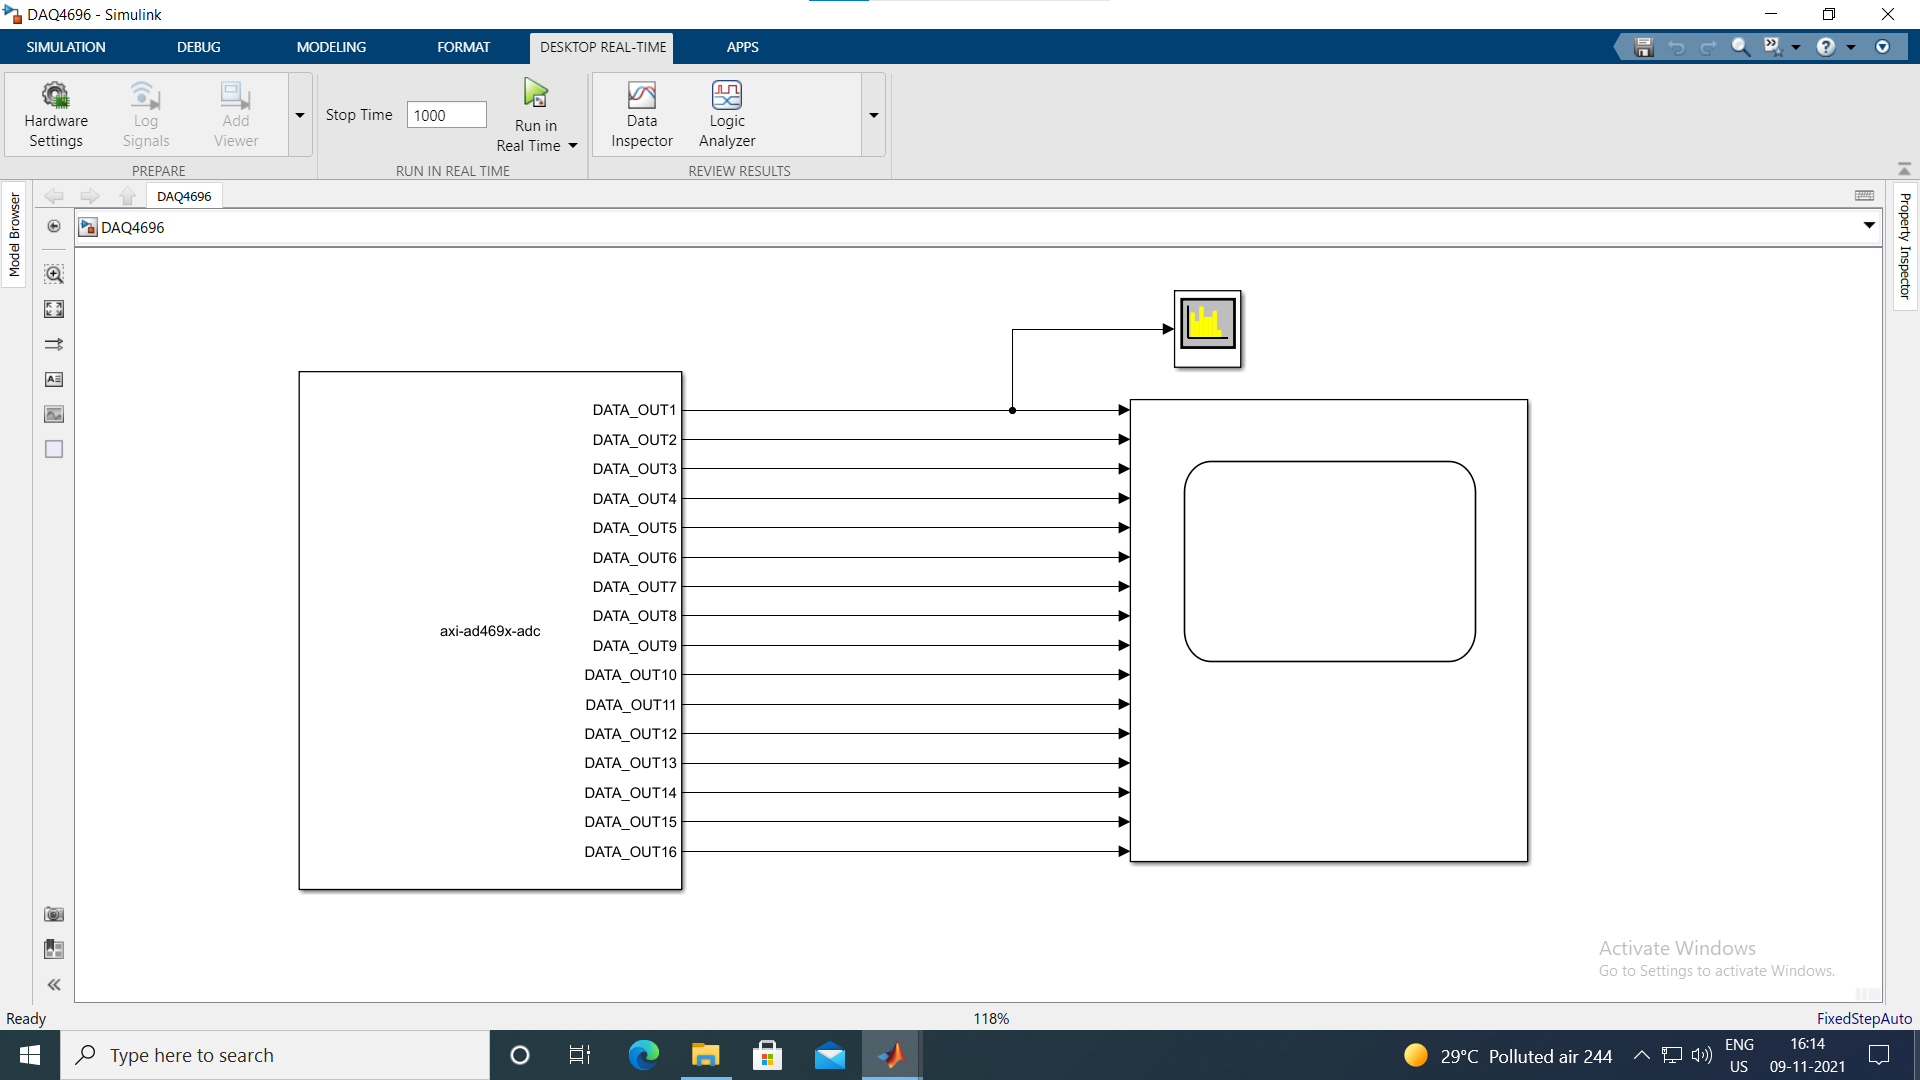 DAQ4696 - Simulink
SIMULATION DEBUG MODELING FORMAT DESKTOP REAL-TIME APPS
Hardware Settings
Log Signals
Add Viewer
Stop Time 1000
Run in Real Time
Data Inspector
Logic Analyzer
PREPARE RUN IN REAL TIME REVIEW RESULTS
Model Browser
DAQ4696
DAQ4696
Property Inspector
DATA_OUT1
DATA_OUT2
DATA_OUT3
DATA_OUT4
DATA_OUT5
DATA_OUT6
DATA_OUT7
DATA_OUT8
axi-ad469x-adc
DATA_OUT9
DATA_OUT10
DATA_OUT11
DATA_OUT12
DATA_OUT13
DATA_OUT14
DATA_OUT15
DATA_OUT16
Activate Windows
Go to Settings to activate Windows.
Ready 118% FixedStepAuto
Type here to search
29°C Polluted air 244
ENG
US
16:14
09-11-2021